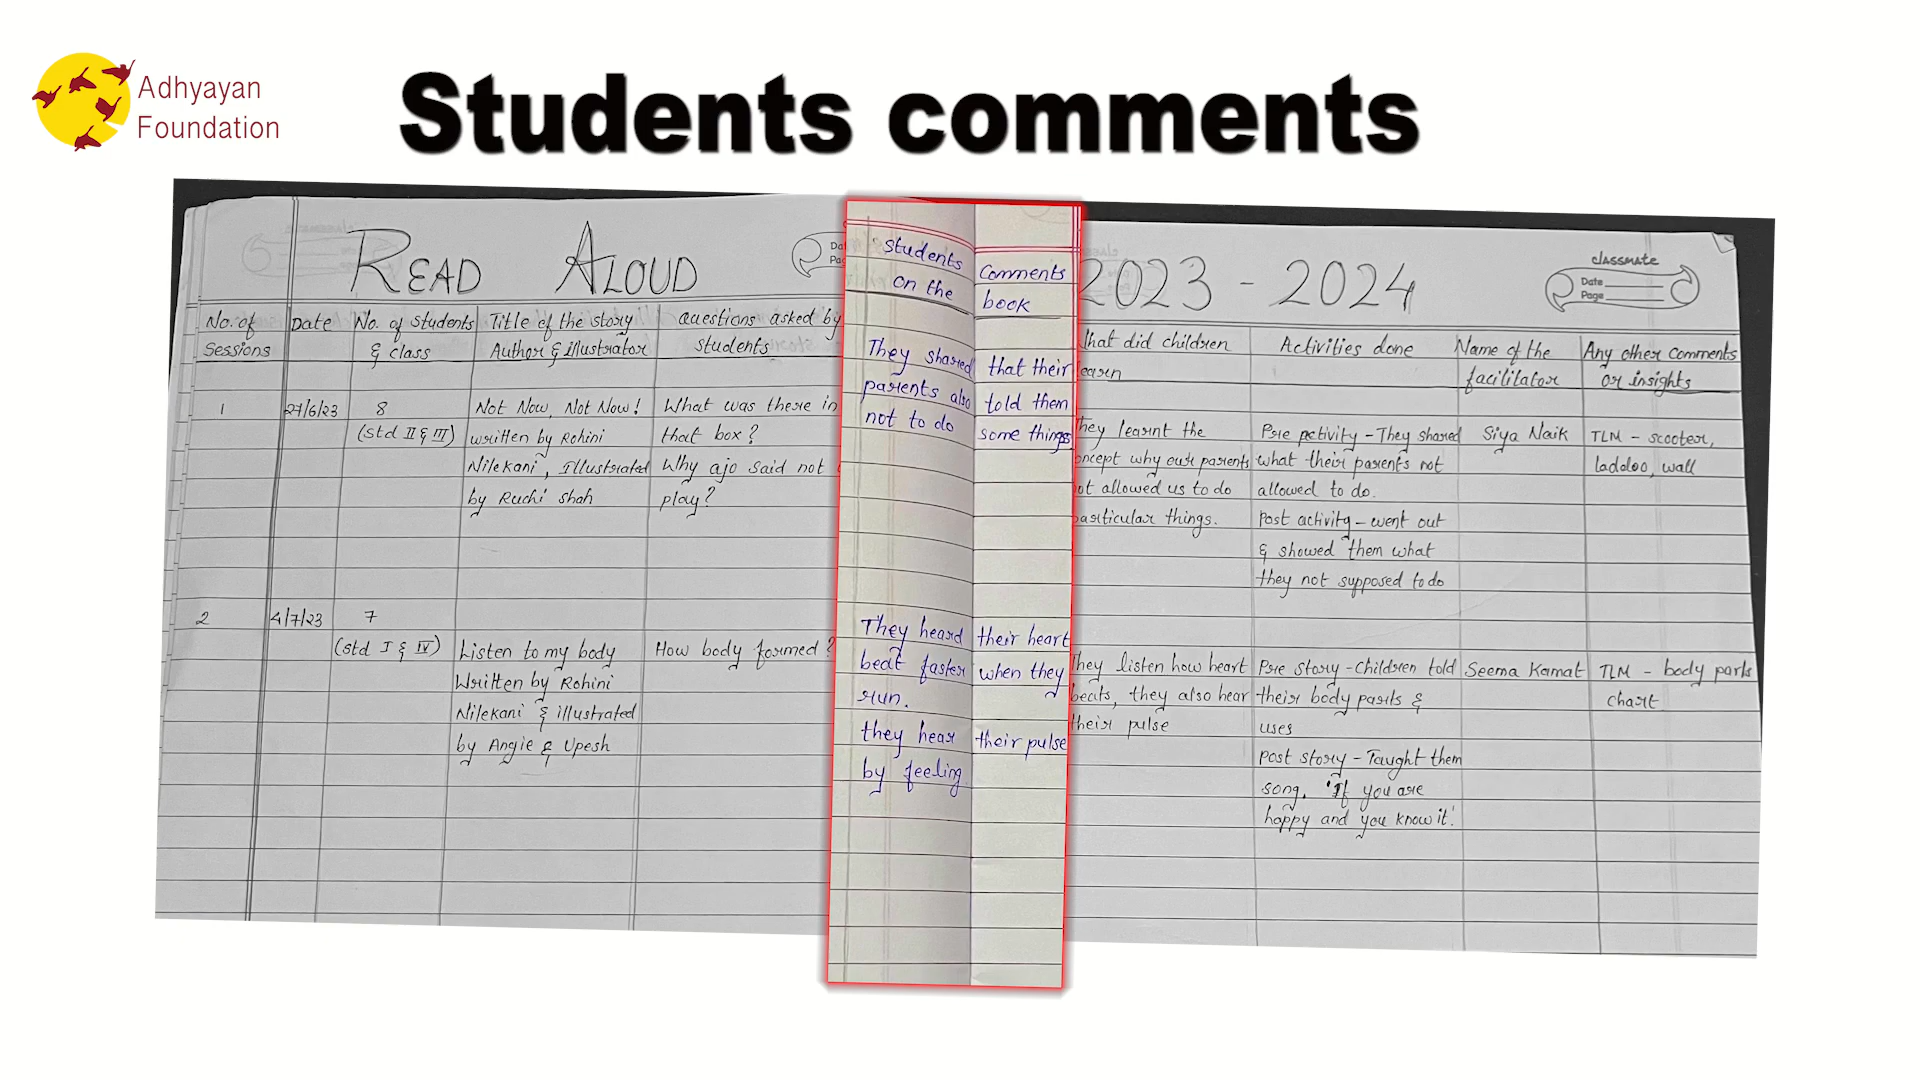 Adhyayan
Foundation
Students comments
READ ALOUD
2023 - 2024
classmate
Date
Page
No. of
Sessions
Date
No. of students
& class
Title of the story
Author & illustrator
Questions asked by
students
Students Comments
on the book
What did children
learn
Activities done
Name of the
facilitator
Any other comments
or insights
1
27/6/23
8
(std II & III)
Not Now, Not Now!
written by Rohini
Nilekani, Illustrated
by Ruchi Shah
What was there in
that box?
Why ajo said not
play?
They shared that their
parents also told them
not to do some things
They learnt the
concept why our parents
not allowed us to do
particular things.
Pre activity - They shared
what their parents not
allowed to do.
Post activity - went out
& showed them what
they not supposed to do
Siya Naik
TLM - scooter,
ladoloo, wall
2
4/7/23
7
(std I & IV)
Listen to my body
Written by Rohini
Nilekani & illustrated
by Angie & Upesh
How body formed?
They heard their heart
beat faster when they
run.
they hear their pulse
by feeling
They listen how heart
beats, they also hear
their pulse
Pre story - Children told
their body parts &
uses
post story - Taught them
song, 'If you are
happy and you know it'.
Seema Kamat
TLM - body parts
chart